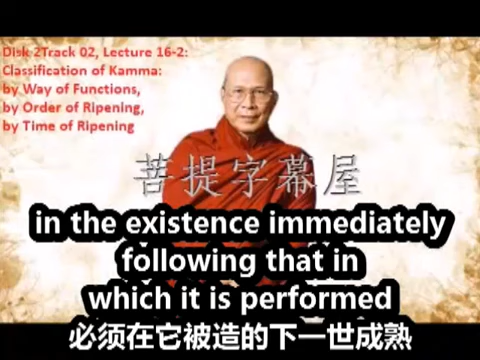 Disk 2Track 02, Lecture 16-2:
Classification of Kamma:
by Way of Functions,
by Order of Ripening,
by Time of Ripening
菩提字幕屋
in the existence immediately
following that in
which it is performed
必须在它被造的下一世成熟